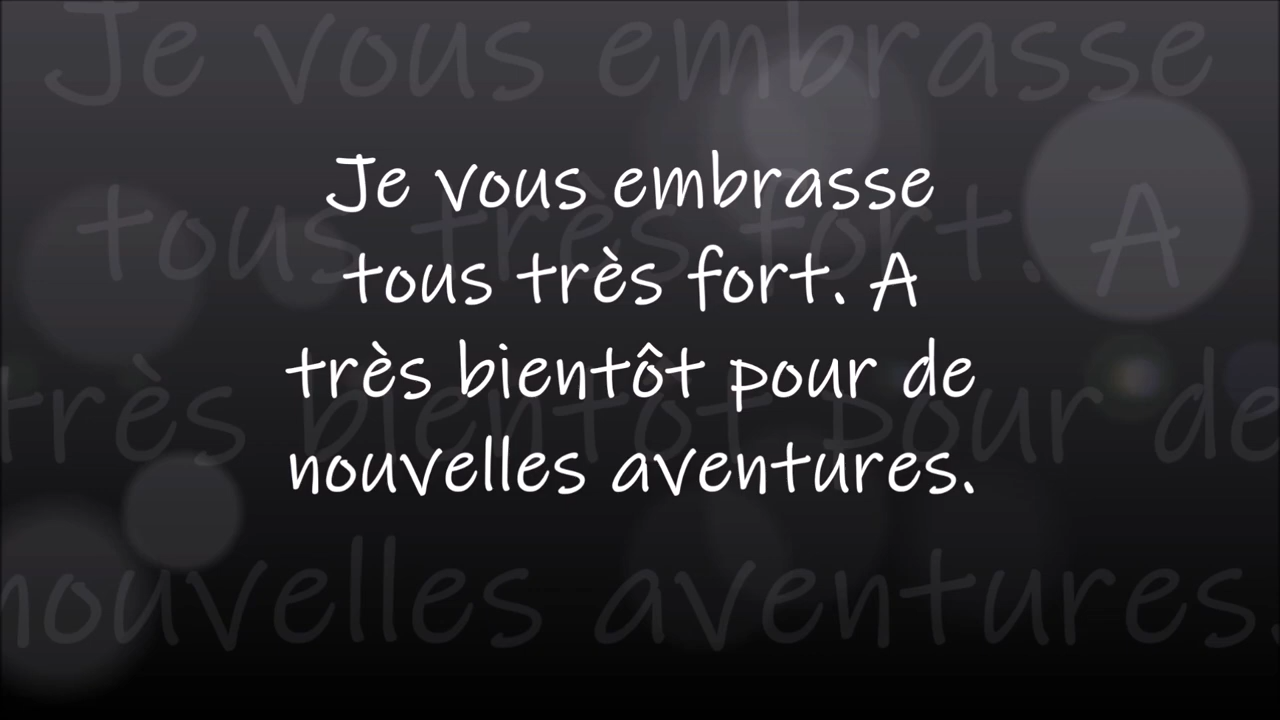 Je vous embrasse
tous très fort. A
très bientôt pour de
nouvelles aventures.